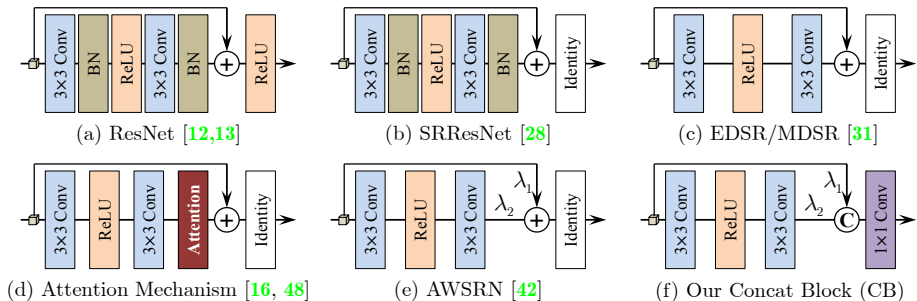 3×3 Conv
BN
ReLU
3×3 Conv
BN
+
ReLU
(a) ResNet [12,13]
3×3 Conv
BN
ReLU
3×3 Conv
BN
+
Identity
(b) SRResNet [28]
3×3 Conv
ReLU
3×3 Conv
+
Identity
(c) EDSR/MDSR [31]
3×3 Conv
ReLU
3×3 Conv
Attention
+
Identity
(d) Attention Mechanism [16, 48]
3×3 Conv
ReLU
3×3 Conv
λ₂
λ₁
+
Identity
(e) AWSRN [42]
3×3 Conv
ReLU
3×3 Conv
λ₂
λ₁
C
1×1 Conv
(f) Our Concat Block (CB)